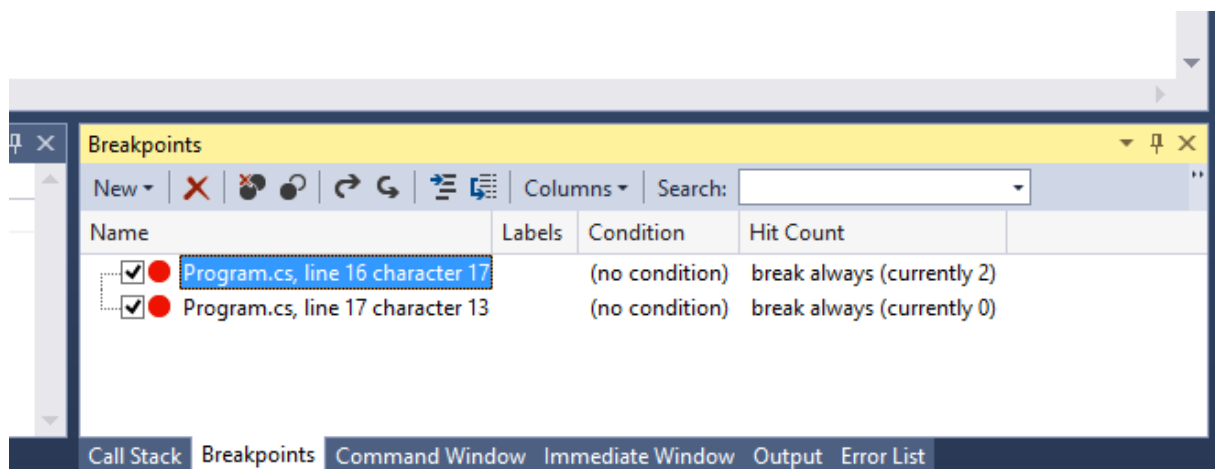 Breakpoints
New Columns Search:
Name Labels Condition Hit Count
Program.cs, line 16 character 17 (no condition) break always (currently 2)
Program.cs, line 17 character 13 (no condition) break always (currently 0)
Call Stack Breakpoints Command Window Immediate Window Output Error List